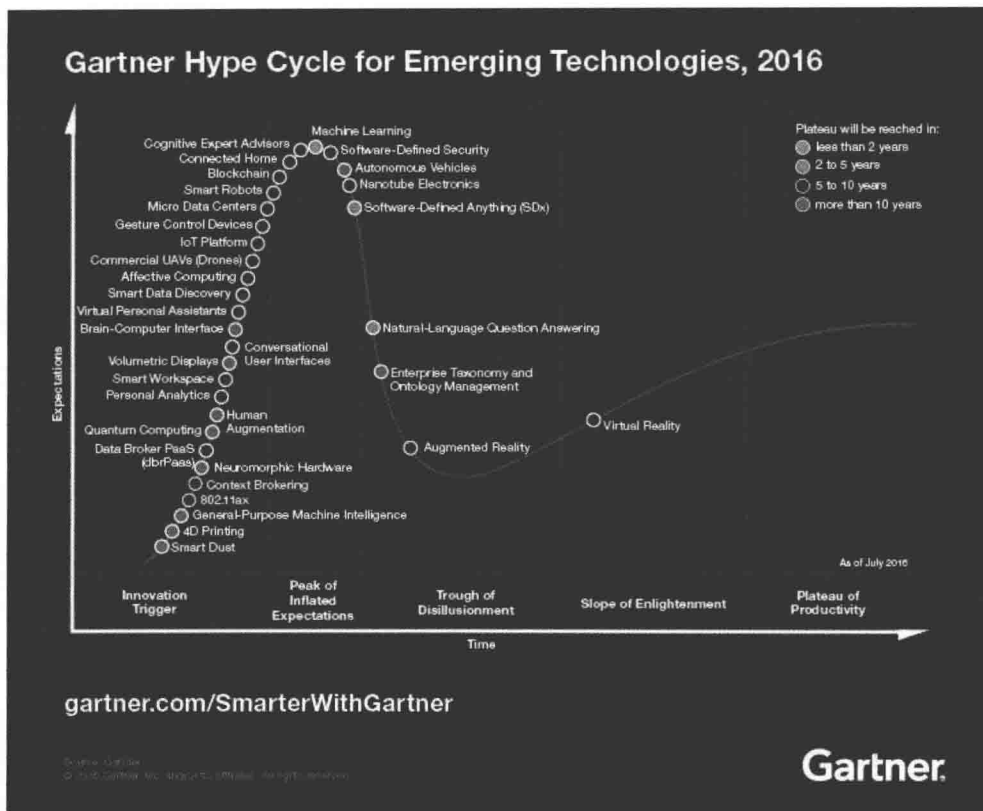 Gartner Hype Cycle for Emerging Technologies, 2016
Plateau will be reached in:
less than 2 years
2 to 5 years
5 to 10 years
more than 10 years
Expectations
Machine Learning
Cognitive Expert Advisors
Software-Defined Security
Connected Home
Autonomous Vehicles
Blockchain
Nanotube Electronics
Smart Robots
Software-Defined Anything (SDx)
Micro Data Centers
Gesture Control Devices
IoT Platform
Commercial UAVs (Drones)
Affective Computing
Smart Data Discovery
Virtual Personal Assistants
Brain-Computer Interface
Natural-Language Question Answering
Conversational
User Interfaces
Volumetric Displays
Enterprise Taxonomy and
Ontology Management
Smart Workspace
Personal Analytics
Human
Augmentation
Virtual Reality
Quantum Computing
Augmented Reality
Data Broker PaaS
(dbrPaas)
Neuromorphic Hardware
Context Brokering
802.11ax
General-Purpose Machine Intelligence
4D Printing
Smart Dust
As of July 2016
Innovation
Trigger
Peak of
Inflated
Expectations
Trough of
Disillusionment
Slope of Enlightenment
Plateau of
Productivity
Time
gartner.com/SmarterWithGartner
Source: Gartner
Gartner